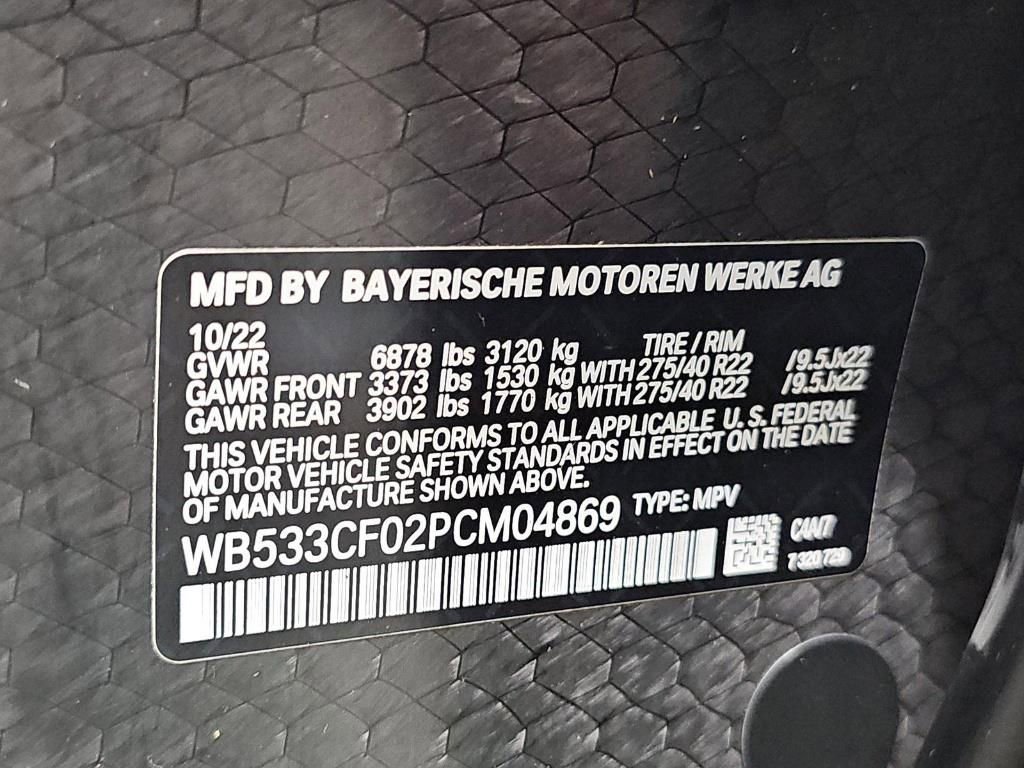 MFD BY BAYERISCHE MOTOREN WERKE AG
10/22 TIRE / RIM
GVWR 6878 lbs 3120 kg
GAWR FRONT 3373 lbs 1530 kg WITH 275/40 R22 /9.5Jx22
GAWR REAR 3902 lbs 1770 kg WITH 275/40 R22 /9.5Jx22
THIS VEHICLE CONFORMS TO ALL APPLICABLE U. S. FEDERAL
MOTOR VEHICLE SAFETY STANDARDS IN EFFECT ON THE DATE
OF MANUFACTURE SHOWN ABOVE.
WB533CF02PCM04869 TYPE: MPV
7 320 729